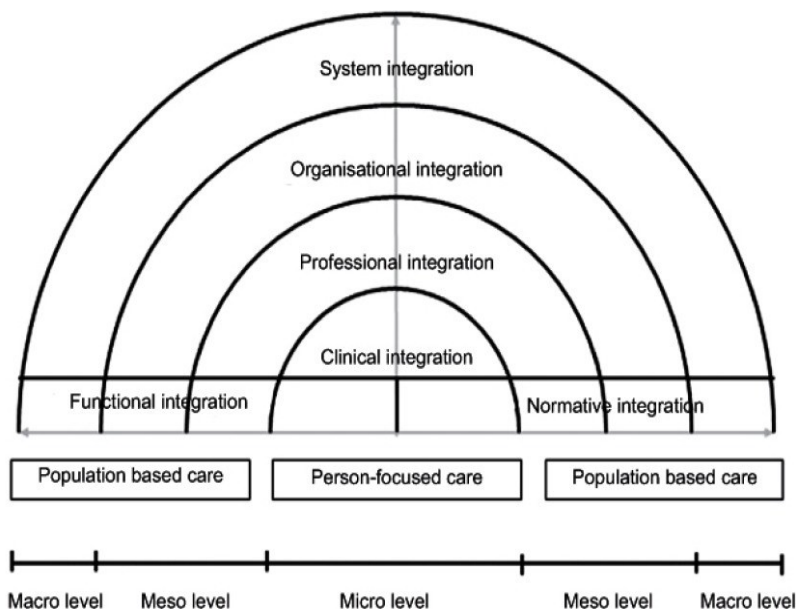 System integration
Organisational integration
Professional integration
Clinical integration
Functional integration
Normative integration
Population based care
Person-focused care
Population based care
Macro level
Meso level
Micro level
Meso level
Macro level